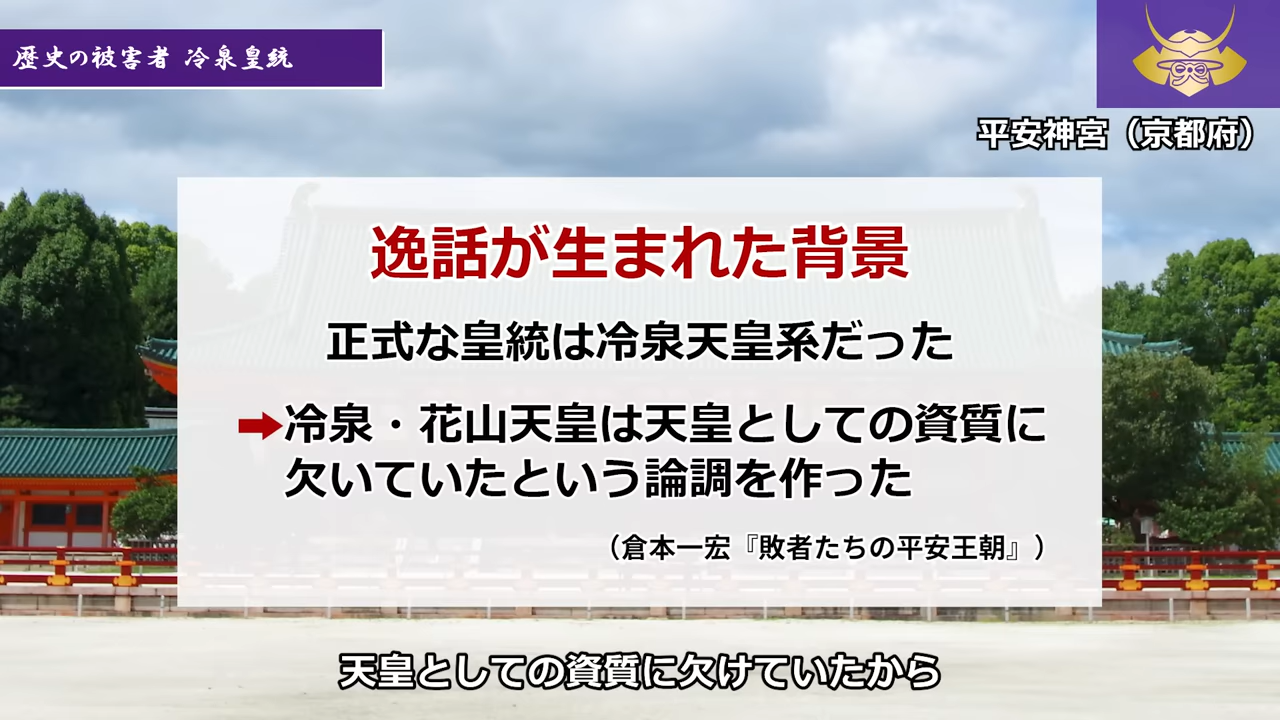 歴史の被害者 冷泉皇統
平安神宮（京都府）
逸話が生まれた背景
正式な皇統は冷泉天皇系だった
➡冷泉・花山天皇は天皇としての資質に
欠いていたという論調を作った
（倉本一宏『敗者たちの平安王朝』）
天皇としての資質に欠けていたから